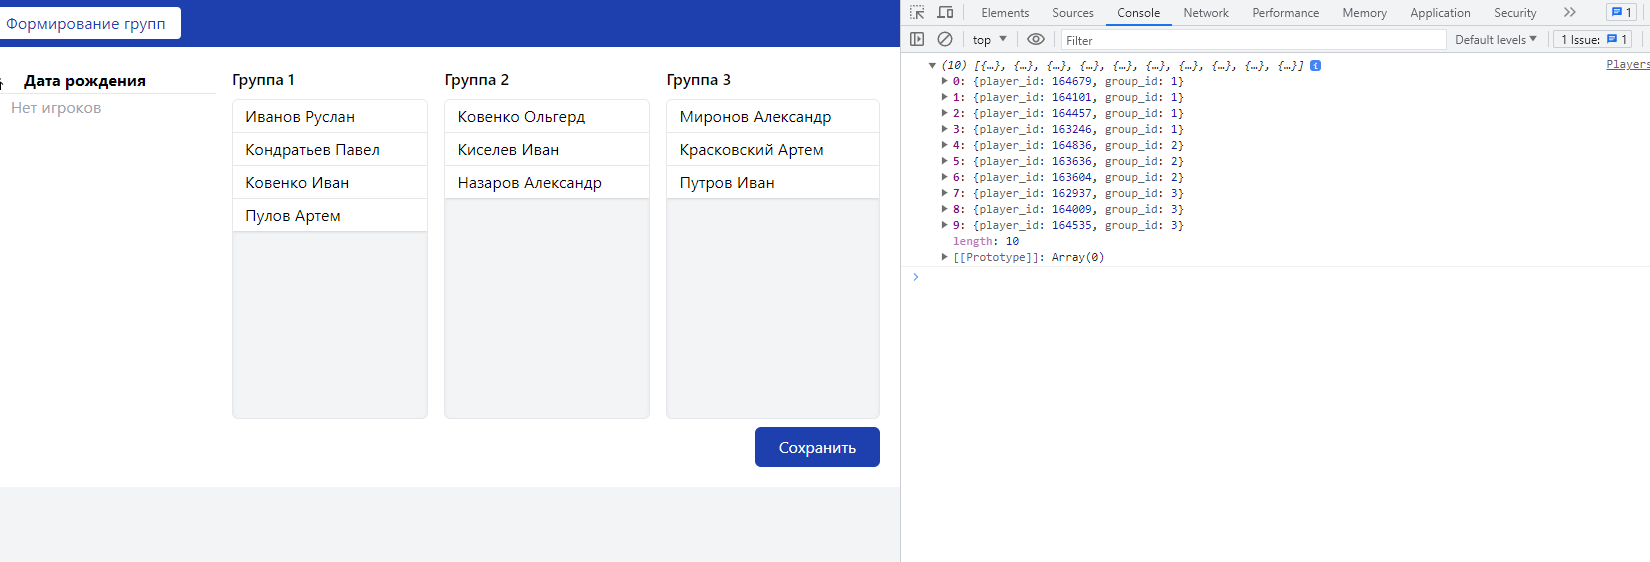 Формирование групп
Дата рождения
Нет игроков
Группа 1
Иванов Руслан
Кондратьев Павел
Ковенко Иван
Пулов Артем
Группа 2
Ковенко Ольгерд
Киселев Иван
Назаров Александр
Группа 3
Миронов Александр
Красковский Артем
Путров Иван
Сохранить
Elements Sources Console Network Performance Memory Application Security 1
top Filter Default levels 1 Issue: 1
(10) [{…}, {…}, {…}, {…}, {…}, {…}, {…}, {…}, {…}, {…}] i Players
0: {player_id: 164679, group_id: 1}
1: {player_id: 164101, group_id: 1}
2: {player_id: 164457, group_id: 1}
3: {player_id: 163246, group_id: 1}
4: {player_id: 164836, group_id: 2}
5: {player_id: 163636, group_id: 2}
6: {player_id: 163604, group_id: 2}
7: {player_id: 162937, group_id: 3}
8: {player_id: 164009, group_id: 3}
9: {player_id: 164535, group_id: 3}
length: 10
[[Prototype]]: Array(0)